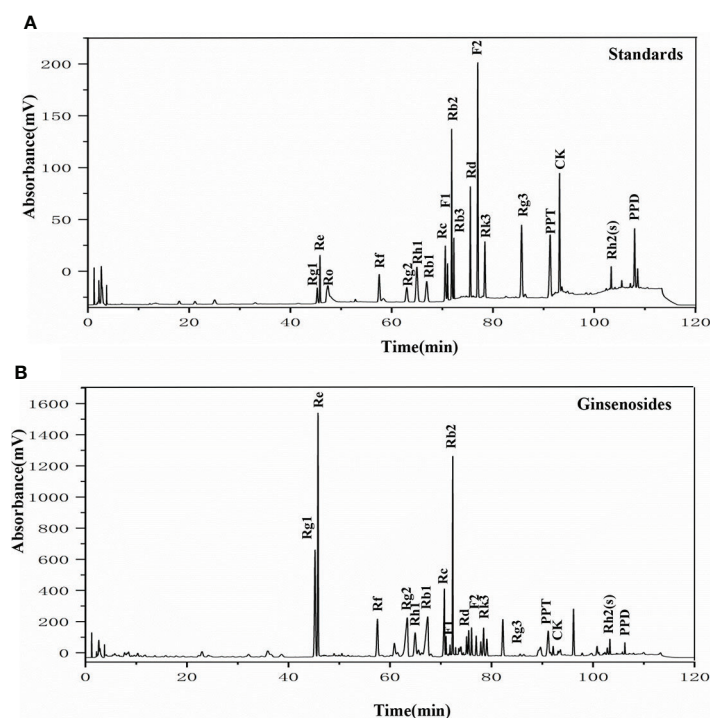 A
Standards
Absorbance(mV)
200
150
100
50
0
Rg1
Re
Ro
Rf
Rg2
Rh1
Rb1
Rc
F1
Rb2
Rb3
Rd
F2
Rk3
Rg3
PPT
CK
Rh2(s)
PPD
0
20
40
60
80
100
120
Time(min)
B
Ginsenosides
Absorbance(mV)
1600
1400
1200
1000
800
600
400
200
0
Rg1
Re
Rf
Rg2
Rh1
Rb1
Rc
F1
Rb2
Rd
F2
Rk3
Rg3
PPT
CK
Rh2(s)
PPD
0
20
40
60
80
100
120
Time(min)